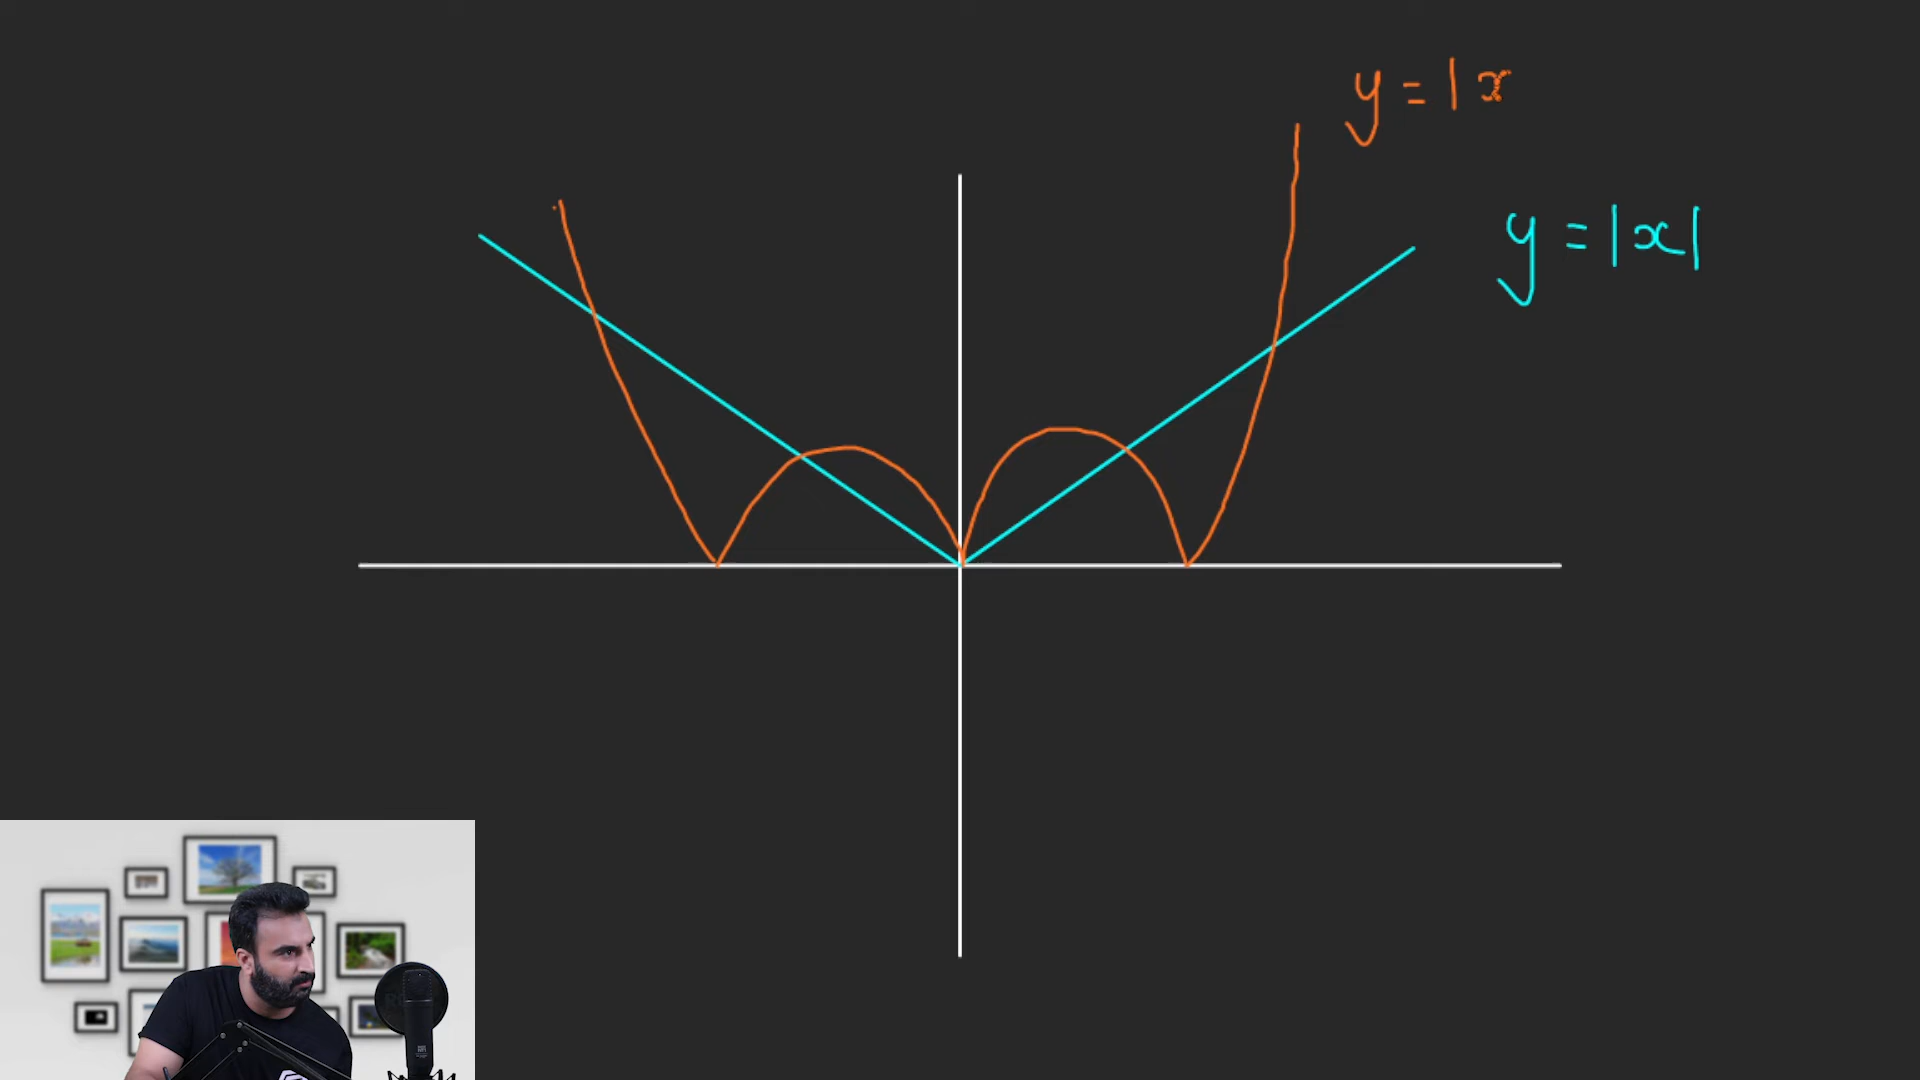 y = |x
y = |x|